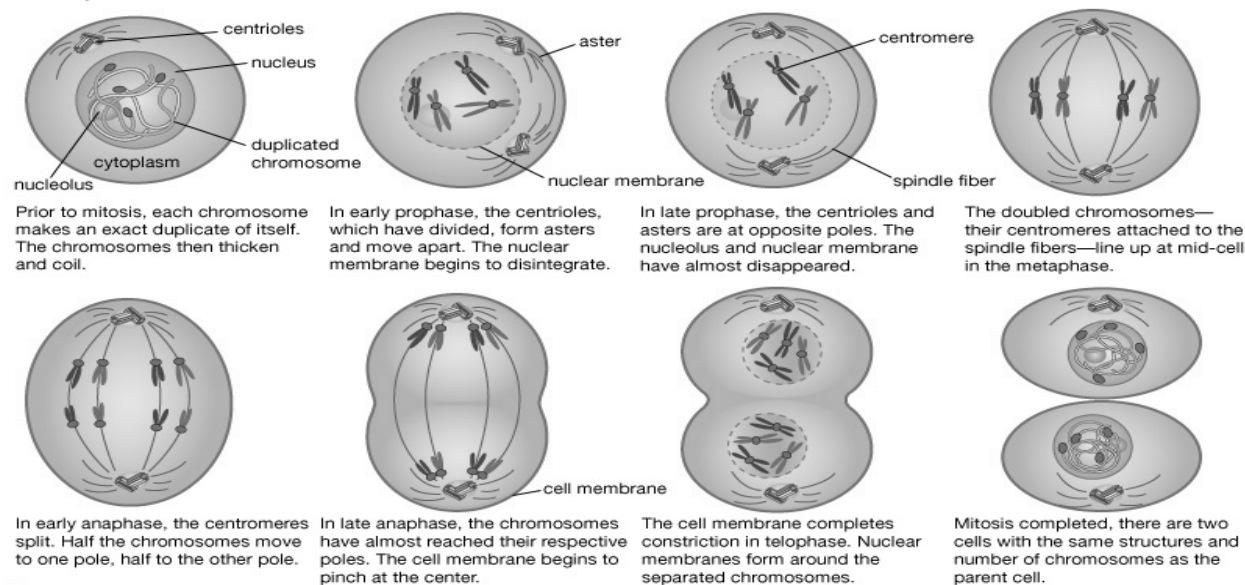 centrioles
nucleus
duplicated
chromosome
cytoplasm
nucleolus
aster
nuclear membrane
centromere
spindle fiber
Prior to mitosis, each chromosome
makes an exact duplicate of itself.
The chromosomes then thicken
and coil.
In early prophase, the centrioles,
which have divided, form asters
and move apart. The nuclear
membrane begins to disintegrate.
In late prophase, the centrioles and
asters are at opposite poles. The
nucleolus and nuclear membrane
have almost disappeared.
The doubled chromosomes—
their centromeres attached to the
spindle fibers—line up at mid-cell
in the metaphase.
cell membrane
In early anaphase, the centromeres
split. Half the chromosomes move
to one pole, half to the other pole.
In late anaphase, the chromosomes
have almost reached their respective
poles. The cell membrane begins to
pinch at the center.
The cell membrane completes
constriction in telophase. Nuclear
membranes form around the
separated chromosomes.
Mitosis completed, there are two
cells with the same structures and
number of chromosomes as the
parent cell.